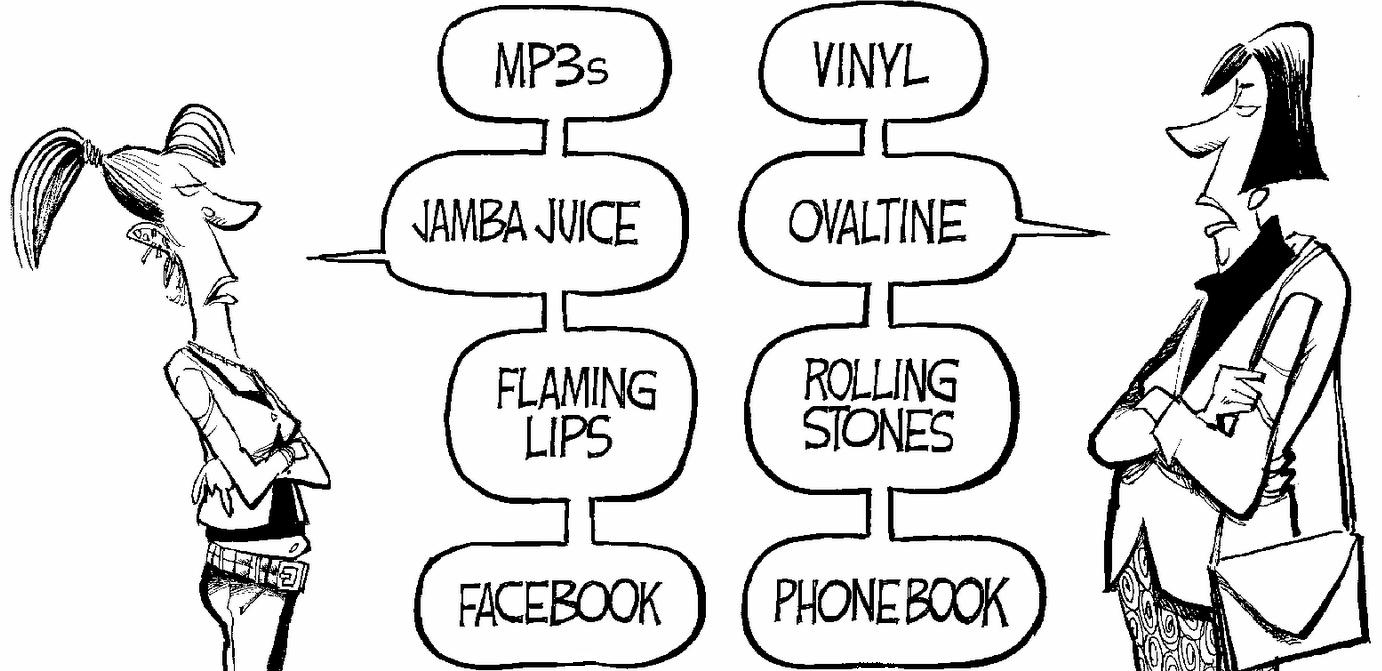 MP3s
VINYL
JAMBA JUICE
OVALTINE
FLAMING
LIPS
ROLLING
STONES
FACEBOOK
PHONEBOOK